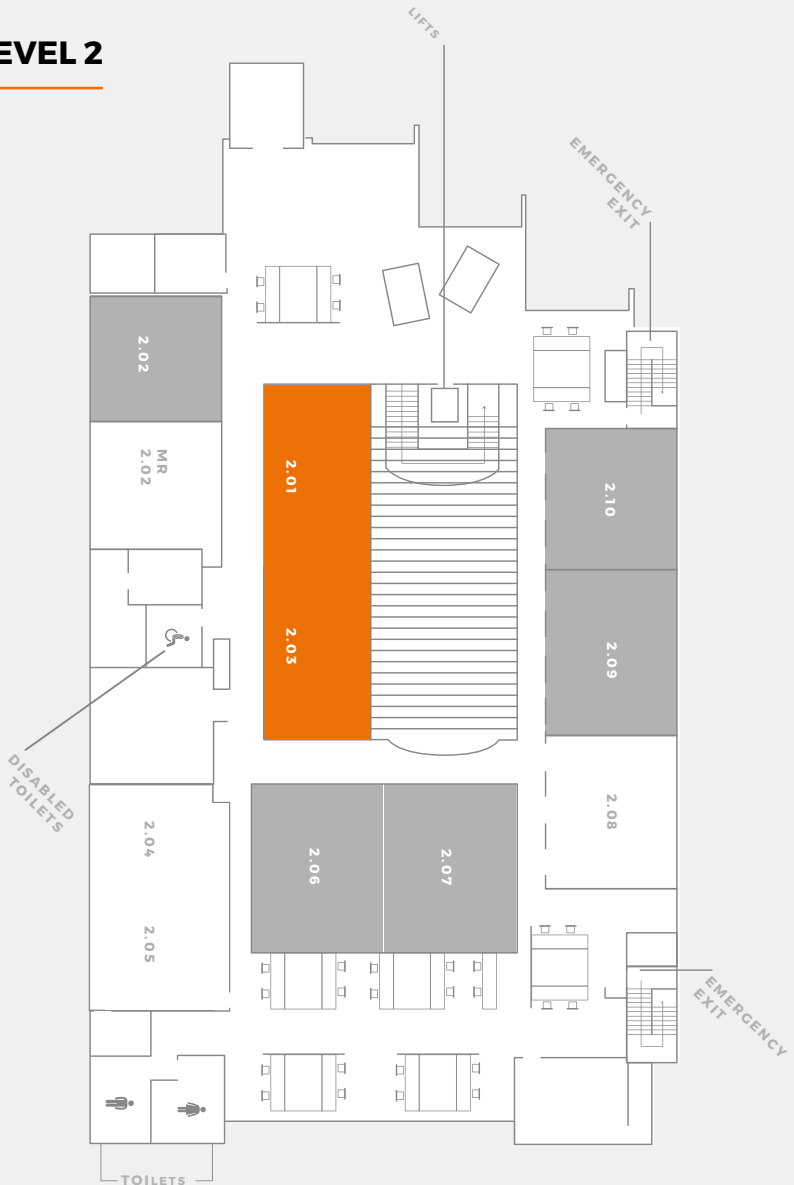 EVEL 2
LIFTS
EMERGENCY
EXIT
2.02
MR
2.02
2.01
2.10
2.03
2.09
DISABLED
TOILETS
2.04
2.08
2.06
2.07
2.05
EMERGENCY
EXIT
TOILETS